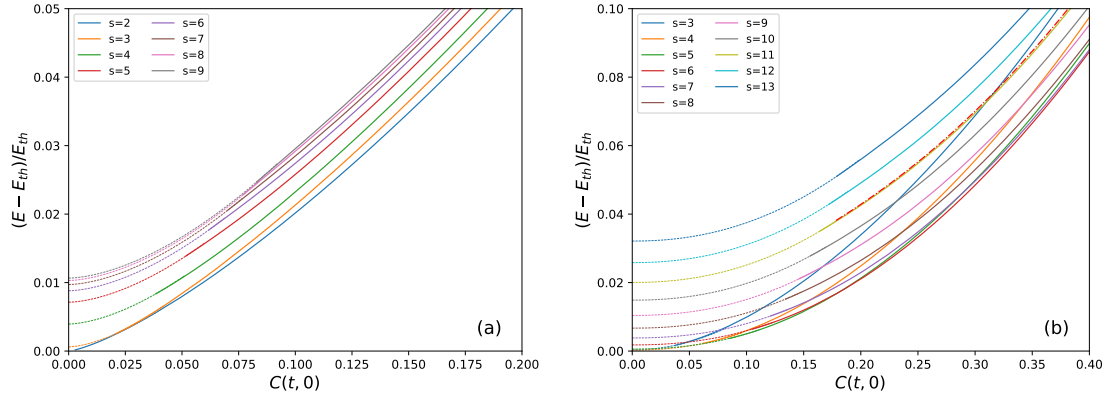 0.05
0.04
0.03
0.02
0.01
0.00
(E − E_th)/E_th
s=2 s=6
s=3 s=7
s=4 s=8
s=5 s=9
(a)
0.000 0.025 0.050 0.075 0.100 0.125 0.150 0.175 0.200
C(t, 0)
0.10
0.08
0.06
0.04
0.02
0.00
(E − E_th)/E_th
s=3 s=9
s=4 s=10
s=5 s=11
s=6 s=12
s=7 s=13
s=8
(b)
0.00 0.05 0.10 0.15 0.20 0.25 0.30 0.35 0.40
C(t, 0)